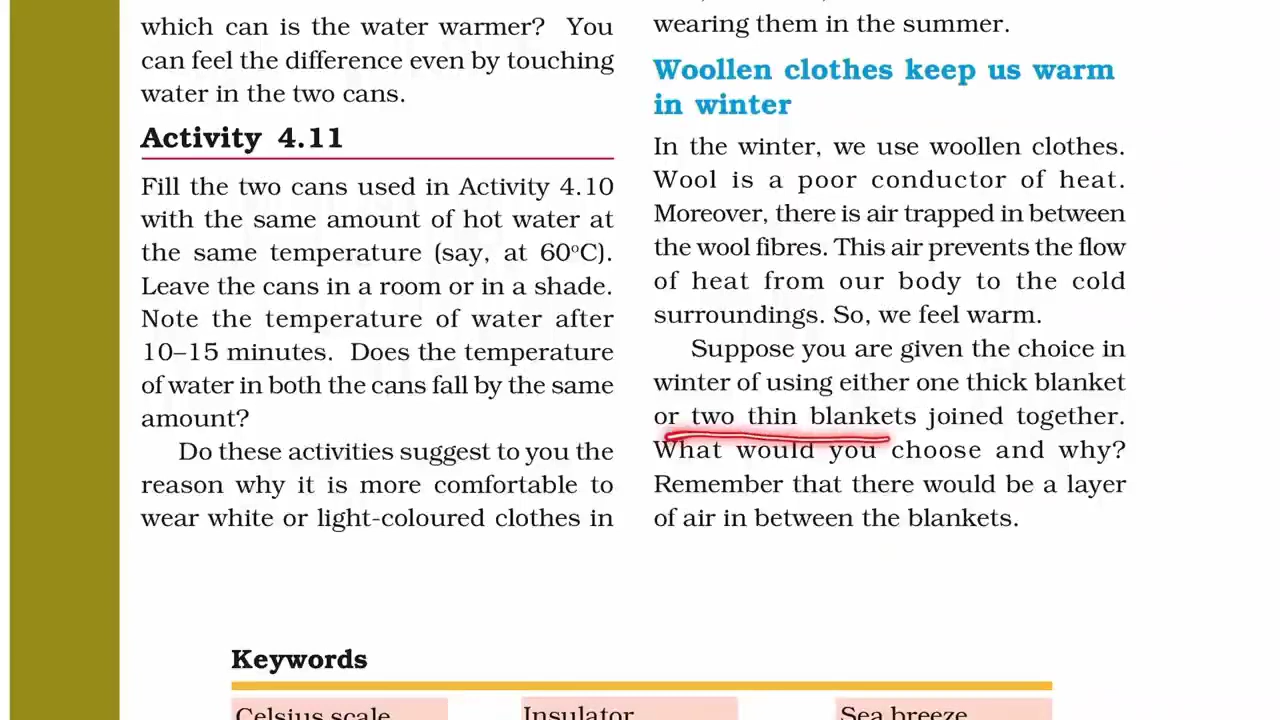 which can is the water warmer? You
can feel the difference even by touching
water in the two cans.
Activity 4.11
Fill the two cans used in Activity 4.10
with the same amount of hot water at
the same temperature (say, at 60°C).
Leave the cans in a room or in a shade.
Note the temperature of water after
10–15 minutes. Does the temperature
of water in both the cans fall by the same
amount?
Do these activities suggest to you the
reason why it is more comfortable to
wear white or light-coloured clothes in
wearing them in the summer.
Woollen clothes keep us warm
in winter
In the winter, we use woollen clothes.
Wool is a poor conductor of heat.
Moreover, there is air trapped in between
the wool fibres. This air prevents the flow
of heat from our body to the cold
surroundings. So, we feel warm.
Suppose you are given the choice in
winter of using either one thick blanket
or two thin blankets joined together.
What would you choose and why?
Remember that there would be a layer
of air in between the blankets.
Keywords
Celsius scale
Insulator
Sea breeze